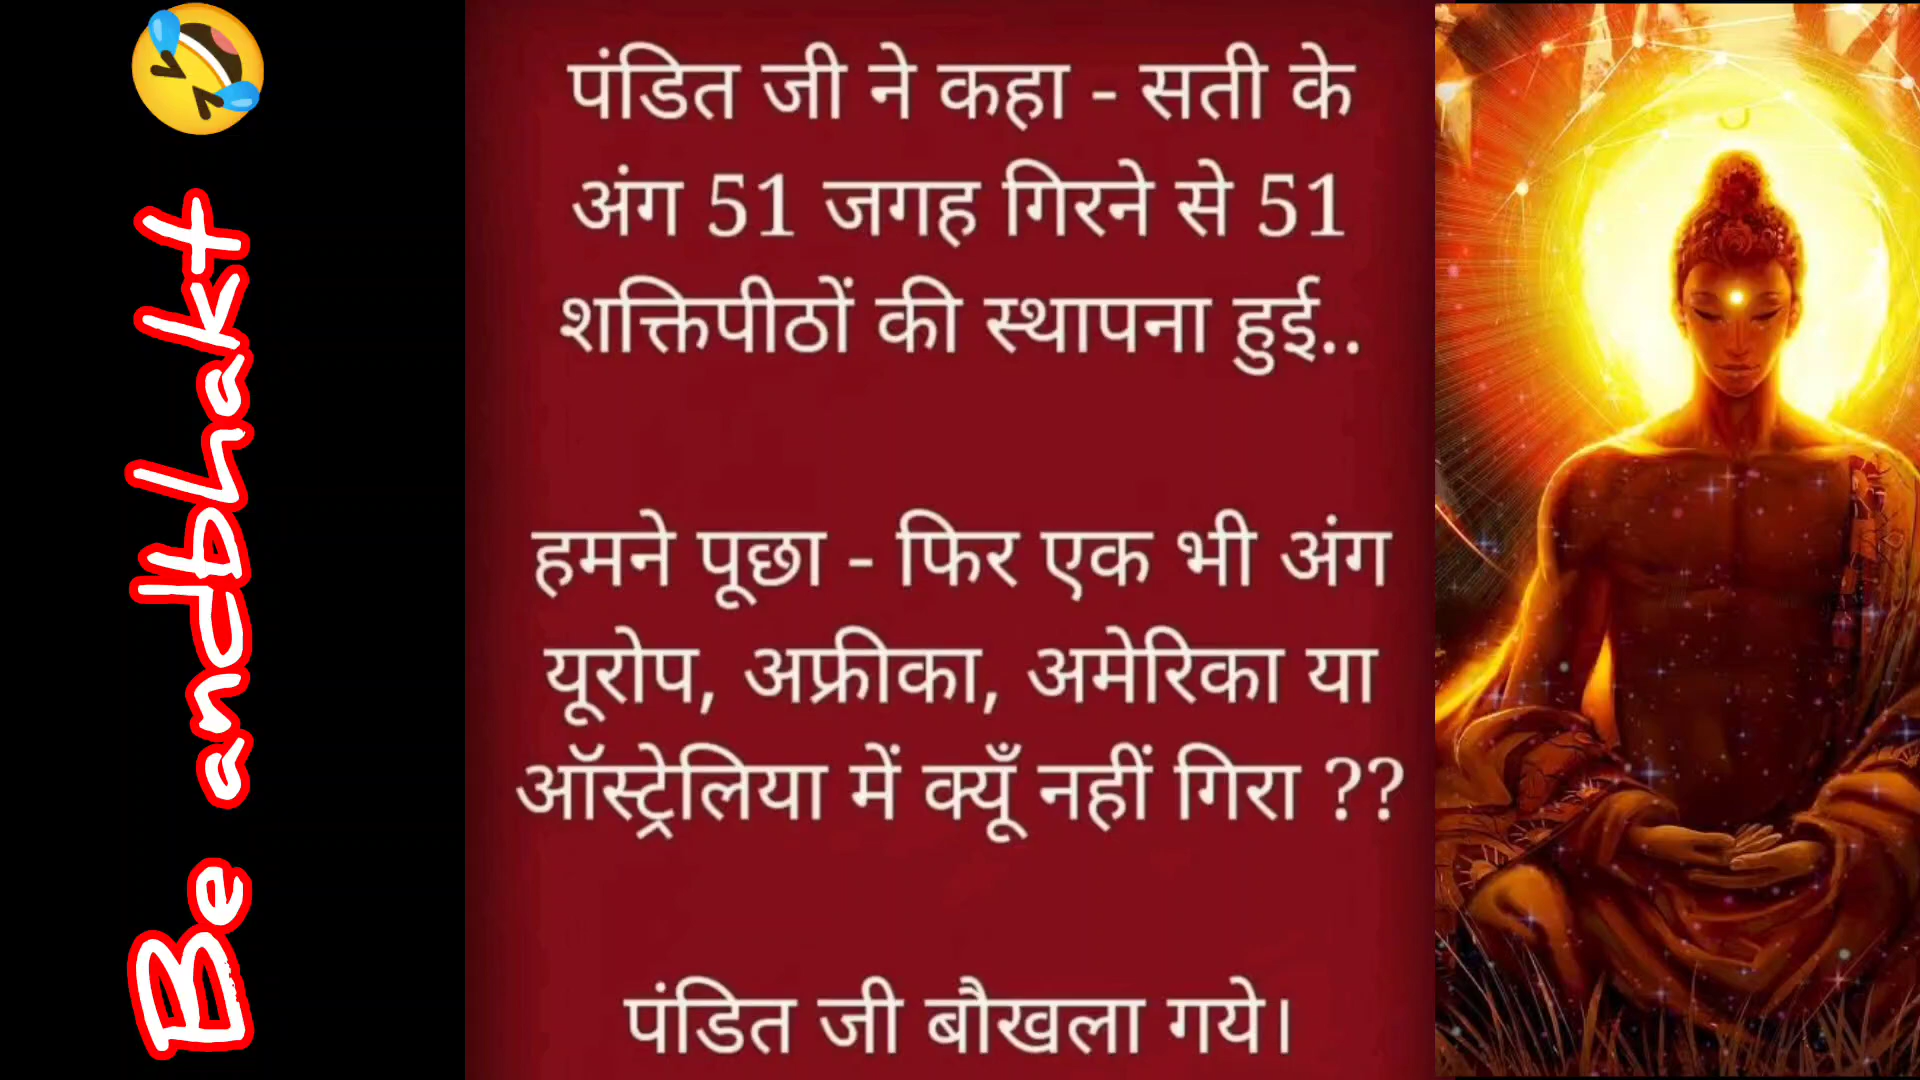 Be andbhakt
पंडित जी ने कहा - सती के
अंग 51 जगह गिरने से 51
शक्तिपीठों की स्थापना हुई..
हमने पूछा - फिर एक भी अंग
यूरोप, अफ्रीका, अमेरिका या
ऑस्ट्रेलिया में क्यूँ नहीं गिरा ??
पंडित जी बौखला गये।